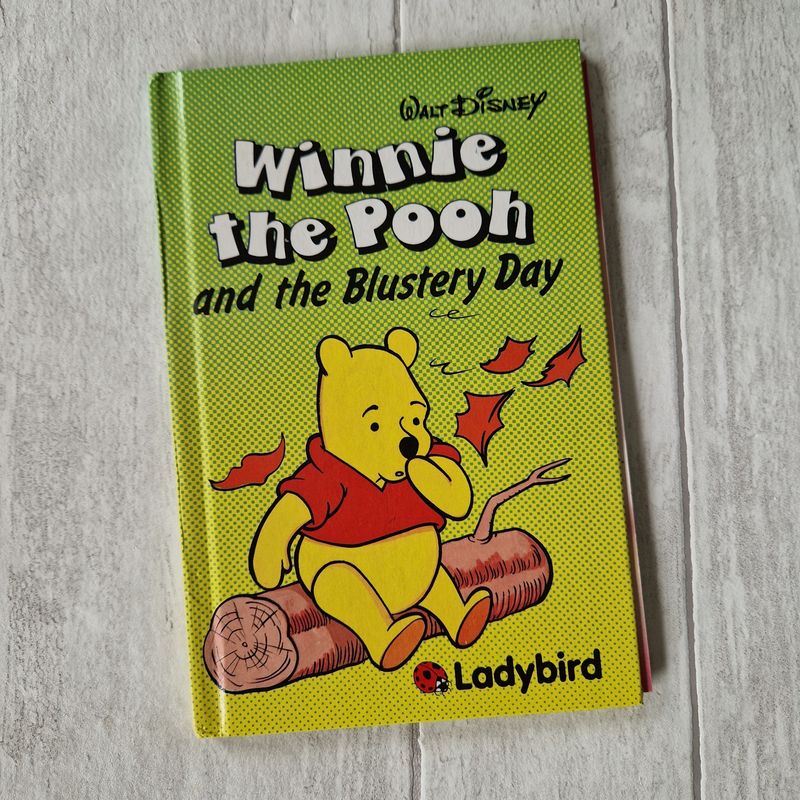 WALT DISNEY
Winnie
the Pooh
and the Blustery Day
Ladybird